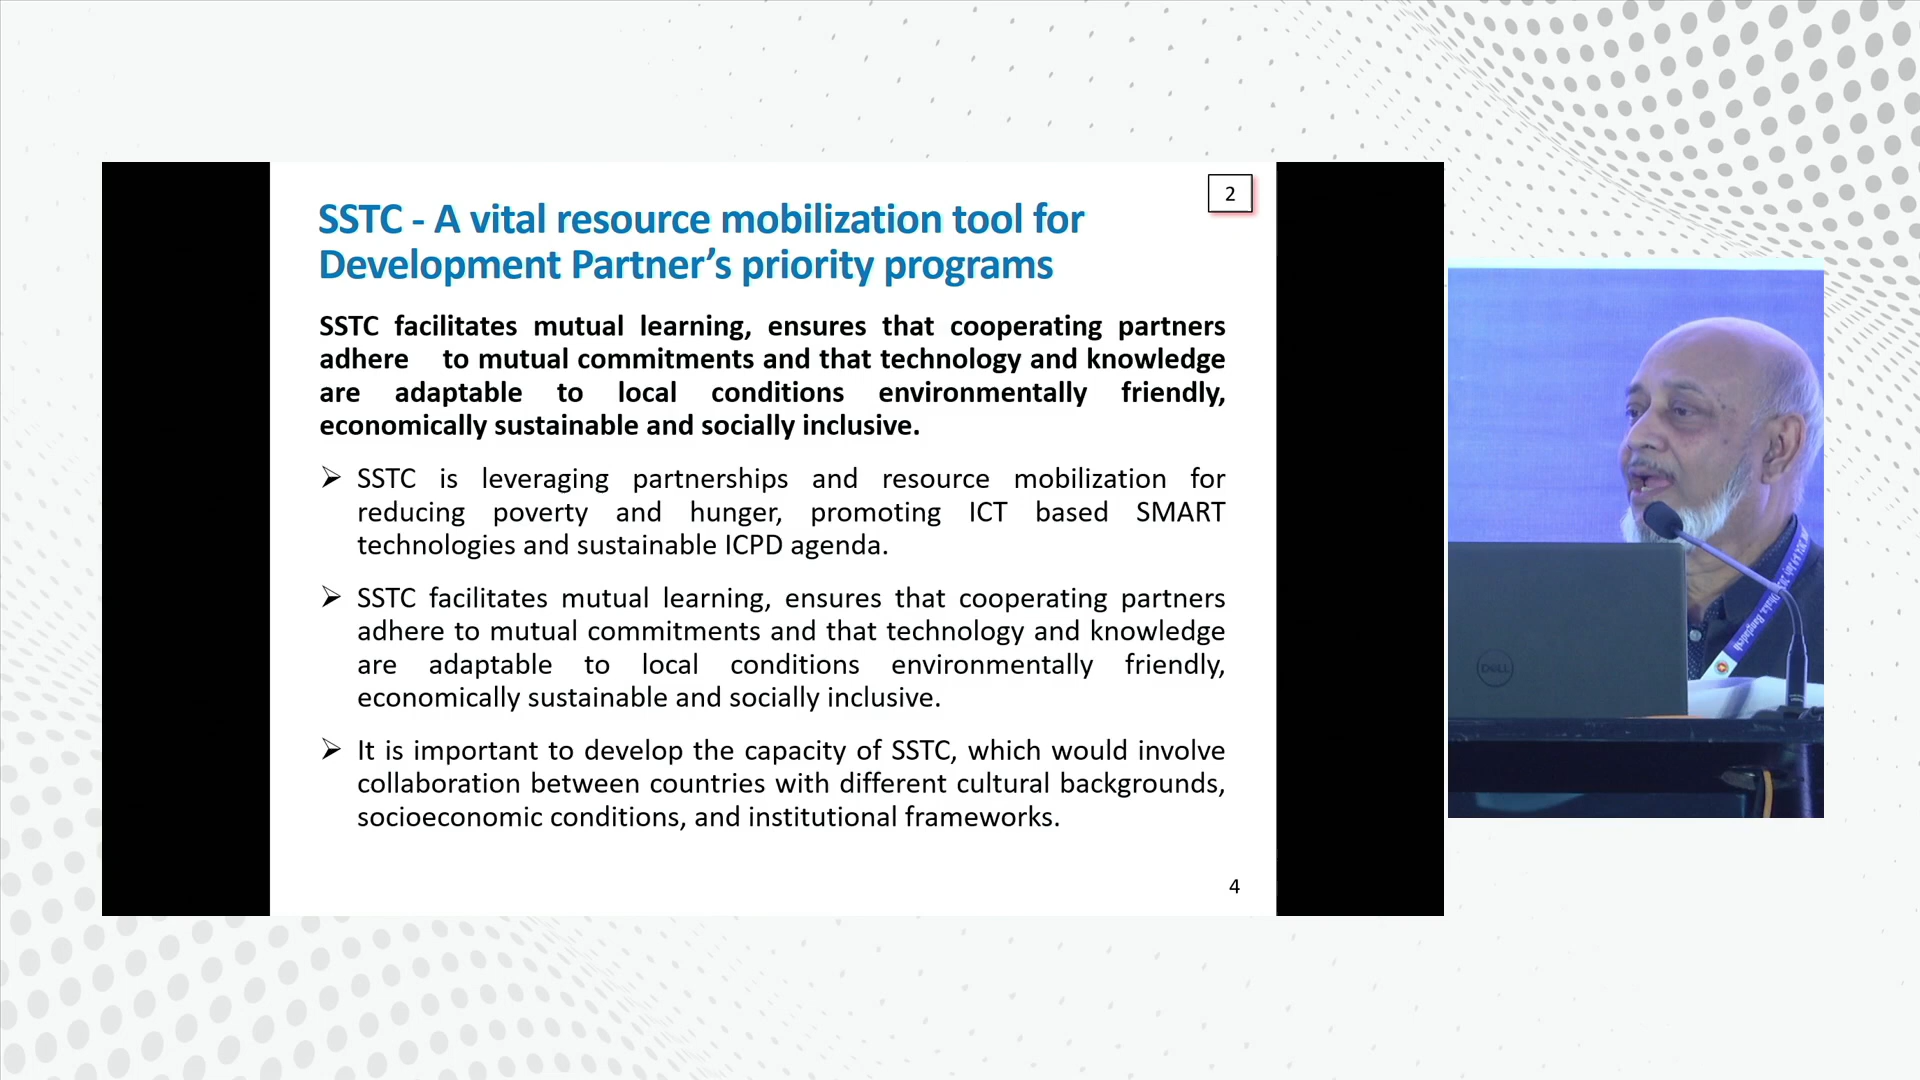 2
SSTC - A vital resource mobilization tool for
Development Partner’s priority programs
SSTC facilitates mutual learning, ensures that cooperating partners
adhere to mutual commitments and that technology and knowledge
are adaptable to local conditions environmentally friendly,
economically sustainable and socially inclusive.
➢ SSTC is leveraging partnerships and resource mobilization for
reducing poverty and hunger, promoting ICT based SMART
technologies and sustainable ICPD agenda.
➢ SSTC facilitates mutual learning, ensures that cooperating partners
adhere to mutual commitments and that technology and knowledge
are adaptable to local conditions environmentally friendly,
economically sustainable and socially inclusive.
➢ It is important to develop the capacity of SSTC, which would involve
collaboration between countries with different cultural backgrounds,
socioeconomic conditions, and institutional frameworks.
4
DELL
Dhaka, Bangladesh